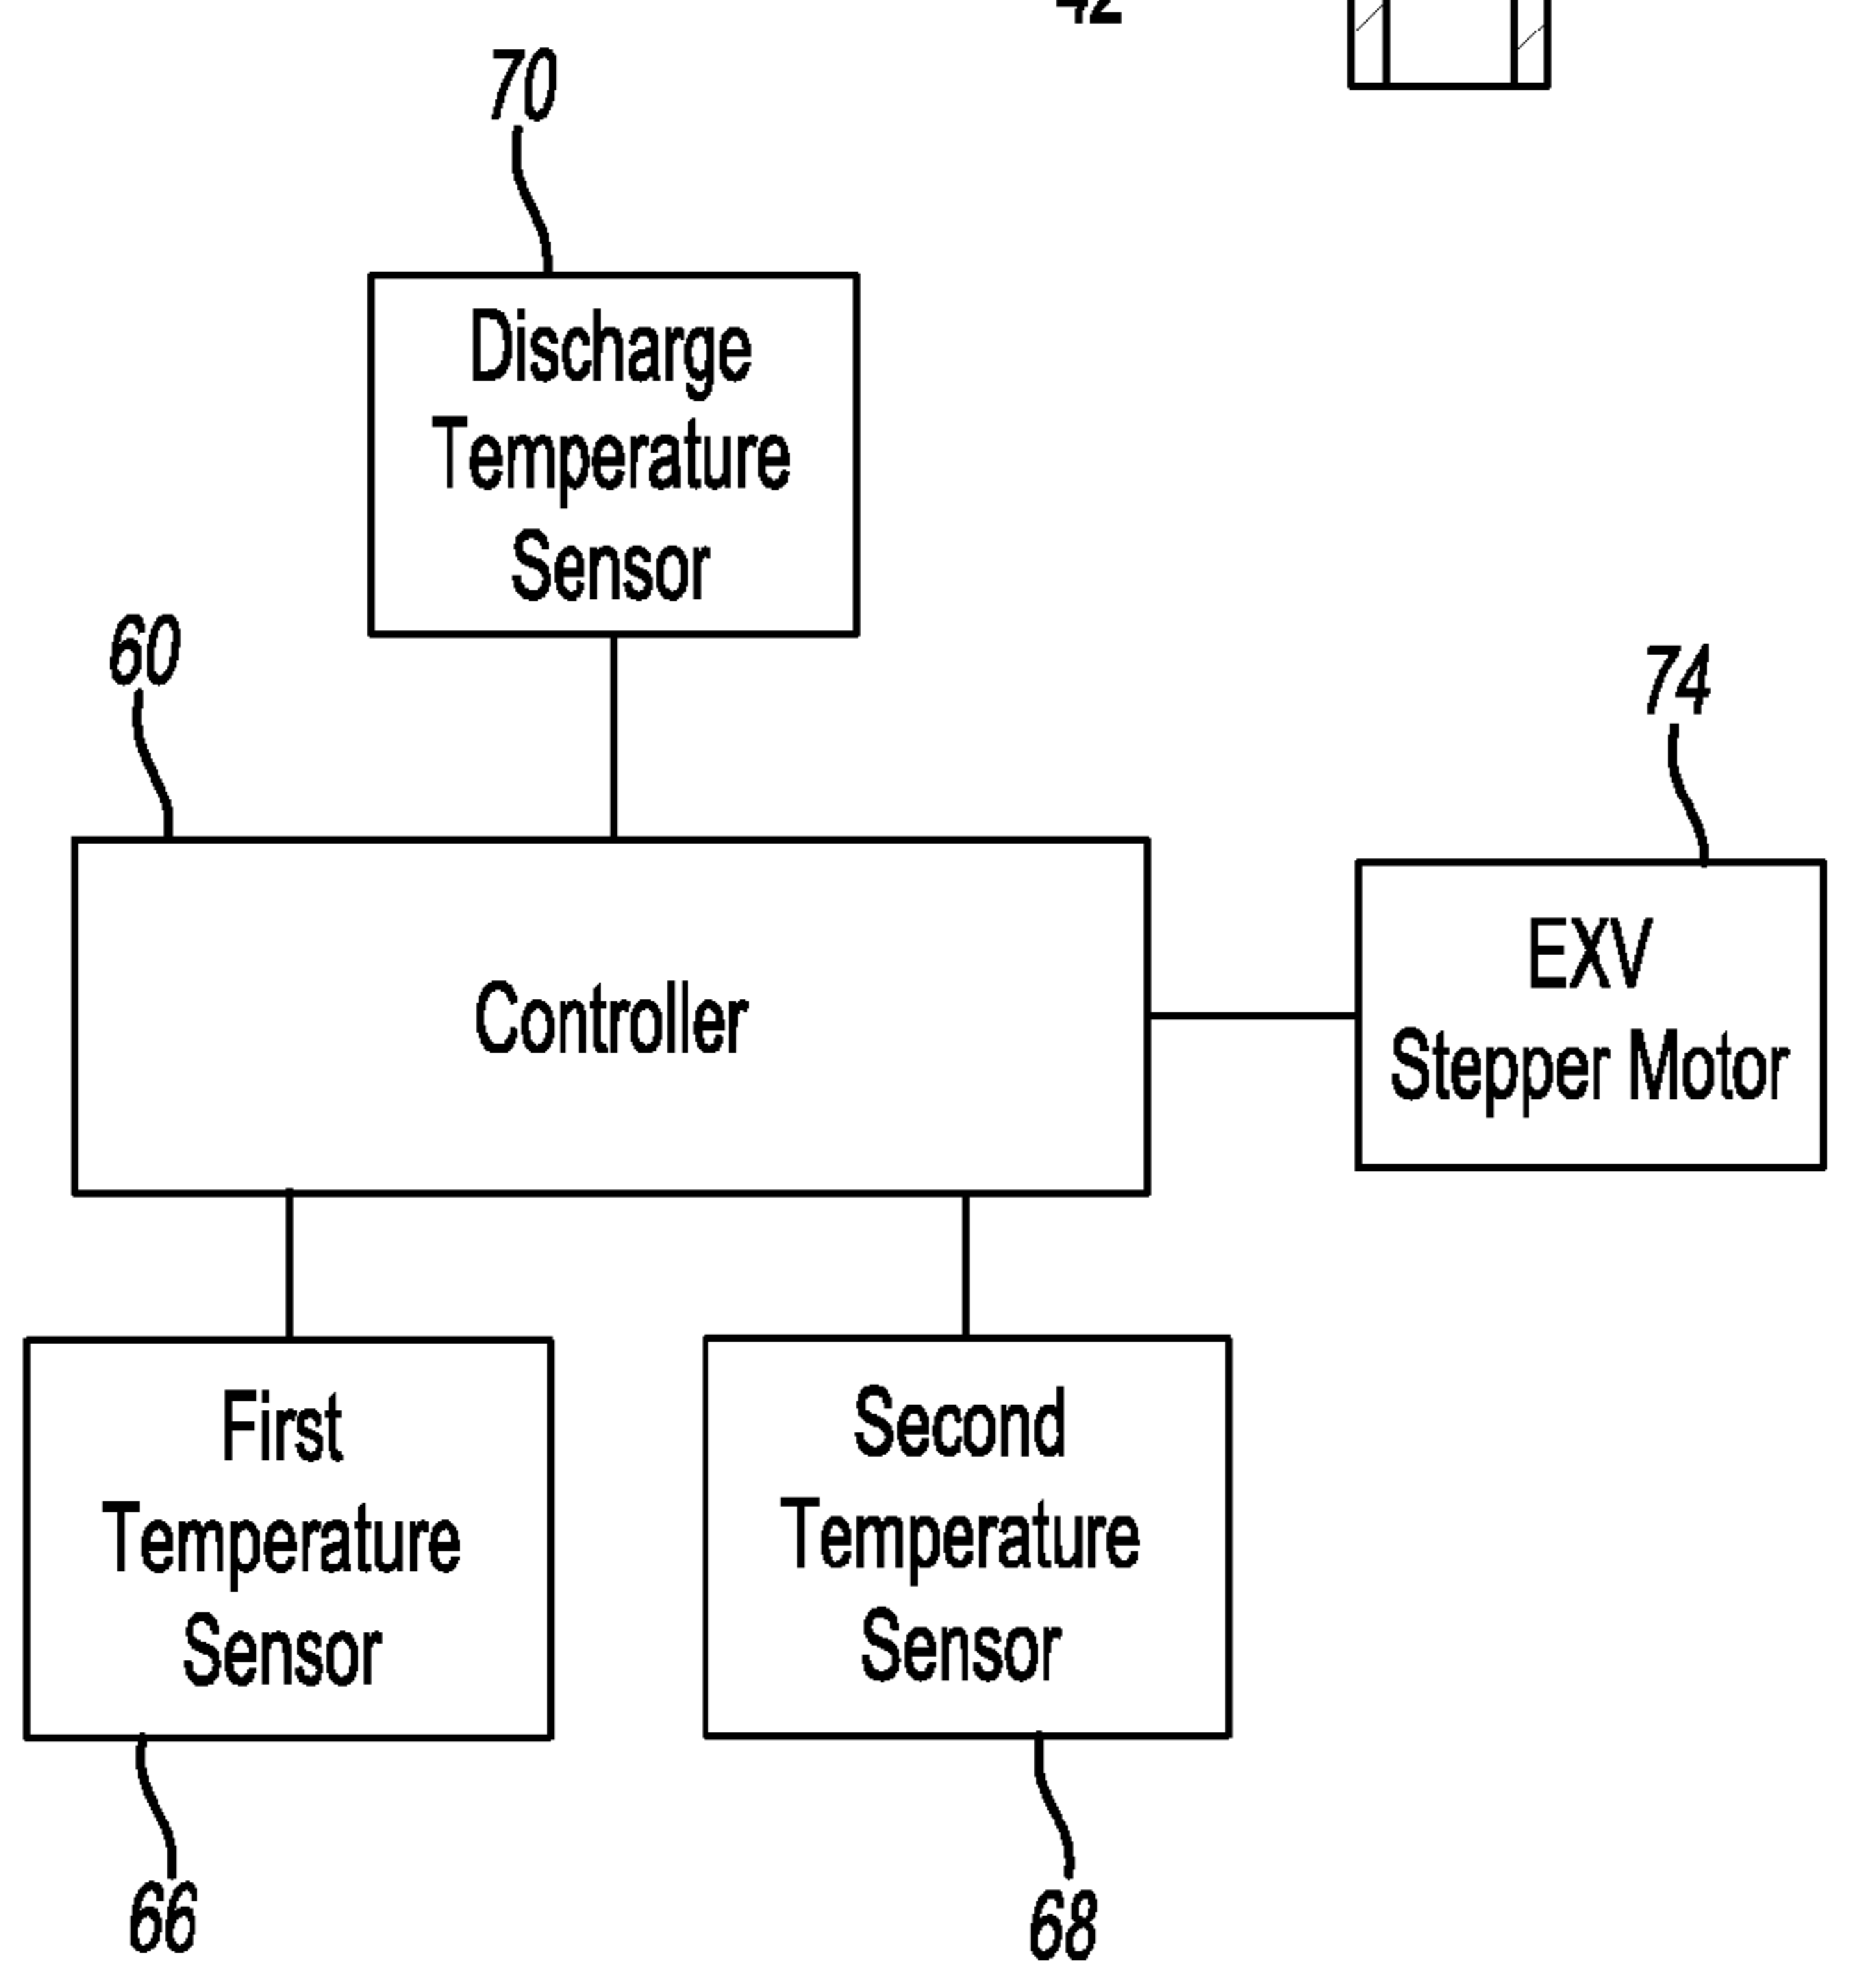 42
70
Discharge
Temperature
Sensor
60
74
Controller
EXV
Stepper Motor
First
Temperature
Sensor
Second
Temperature
Sensor
66
68